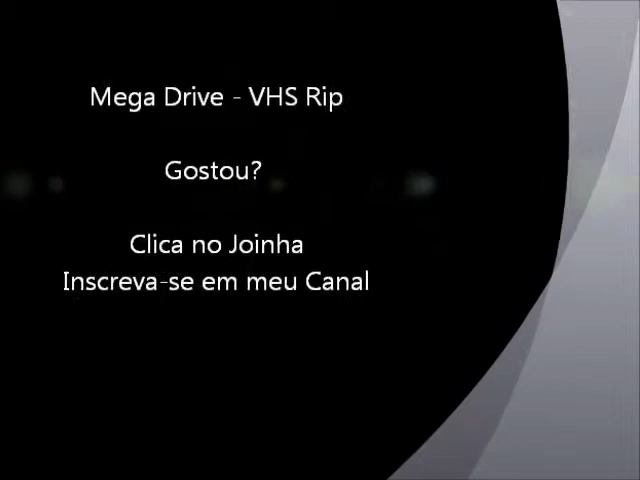 Mega Drive - VHS Rip
Gostou?
Clica no Joinha
Inscreva-se em meu Canal